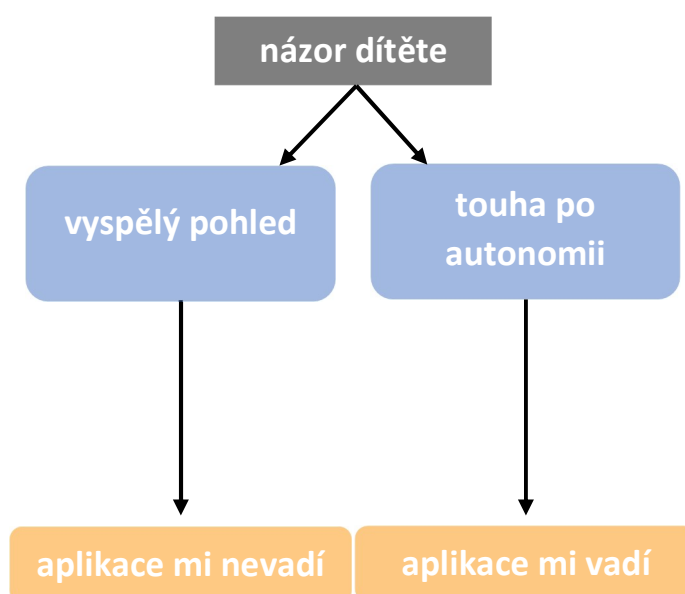 názor dítěte
vyspělý pohled
touha po
autonomii
aplikace mi nevadí
aplikace mi vadí